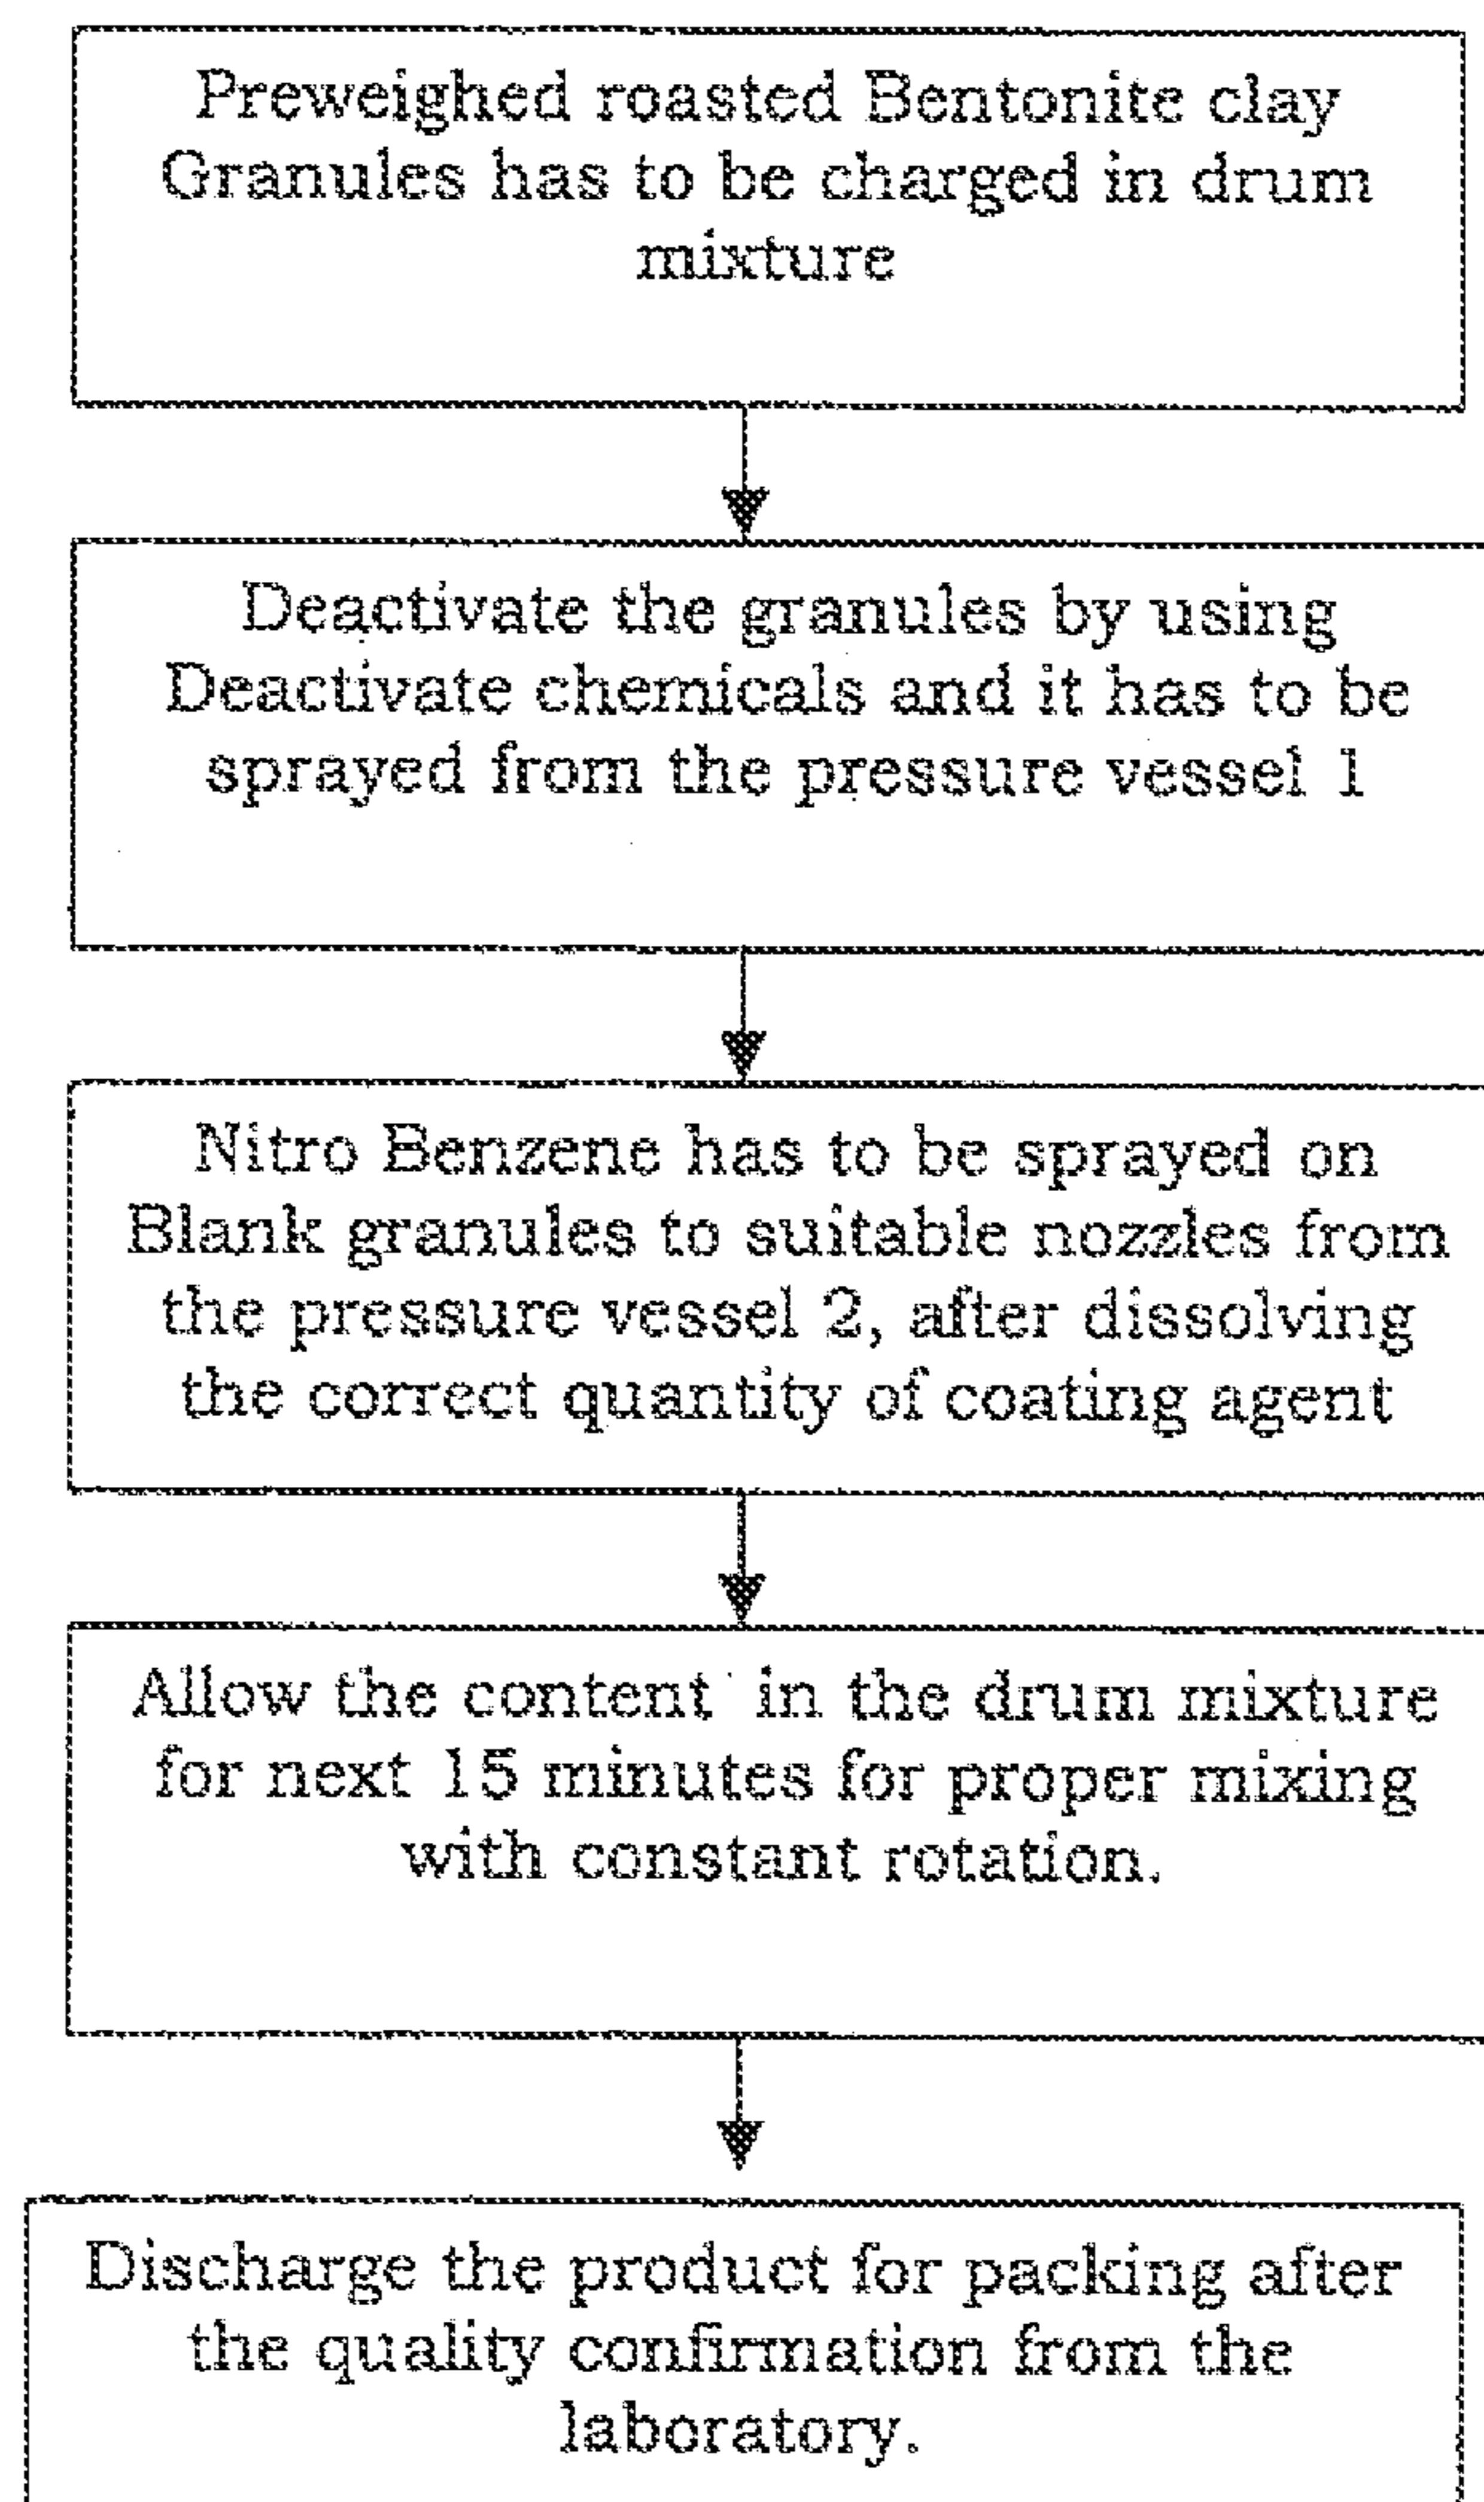 Preweighed roasted Bentonite clay
Granules has to be charged in drum
mixture
Deactivate the granules by using
Deactivate chemicals and it has to be
sprayed from the pressure vessel 1
Nitro Benzene has to be sprayed on
Blank granules to suitable nozzles from
the pressure vessel 2, after dissolving
the correct quantity of coating agent
Allow the content in the drum mixture
for next 15 minutes for proper mixing
with constant rotation.
Discharge the product for packing after
the quality confirmation from the
laboratory.